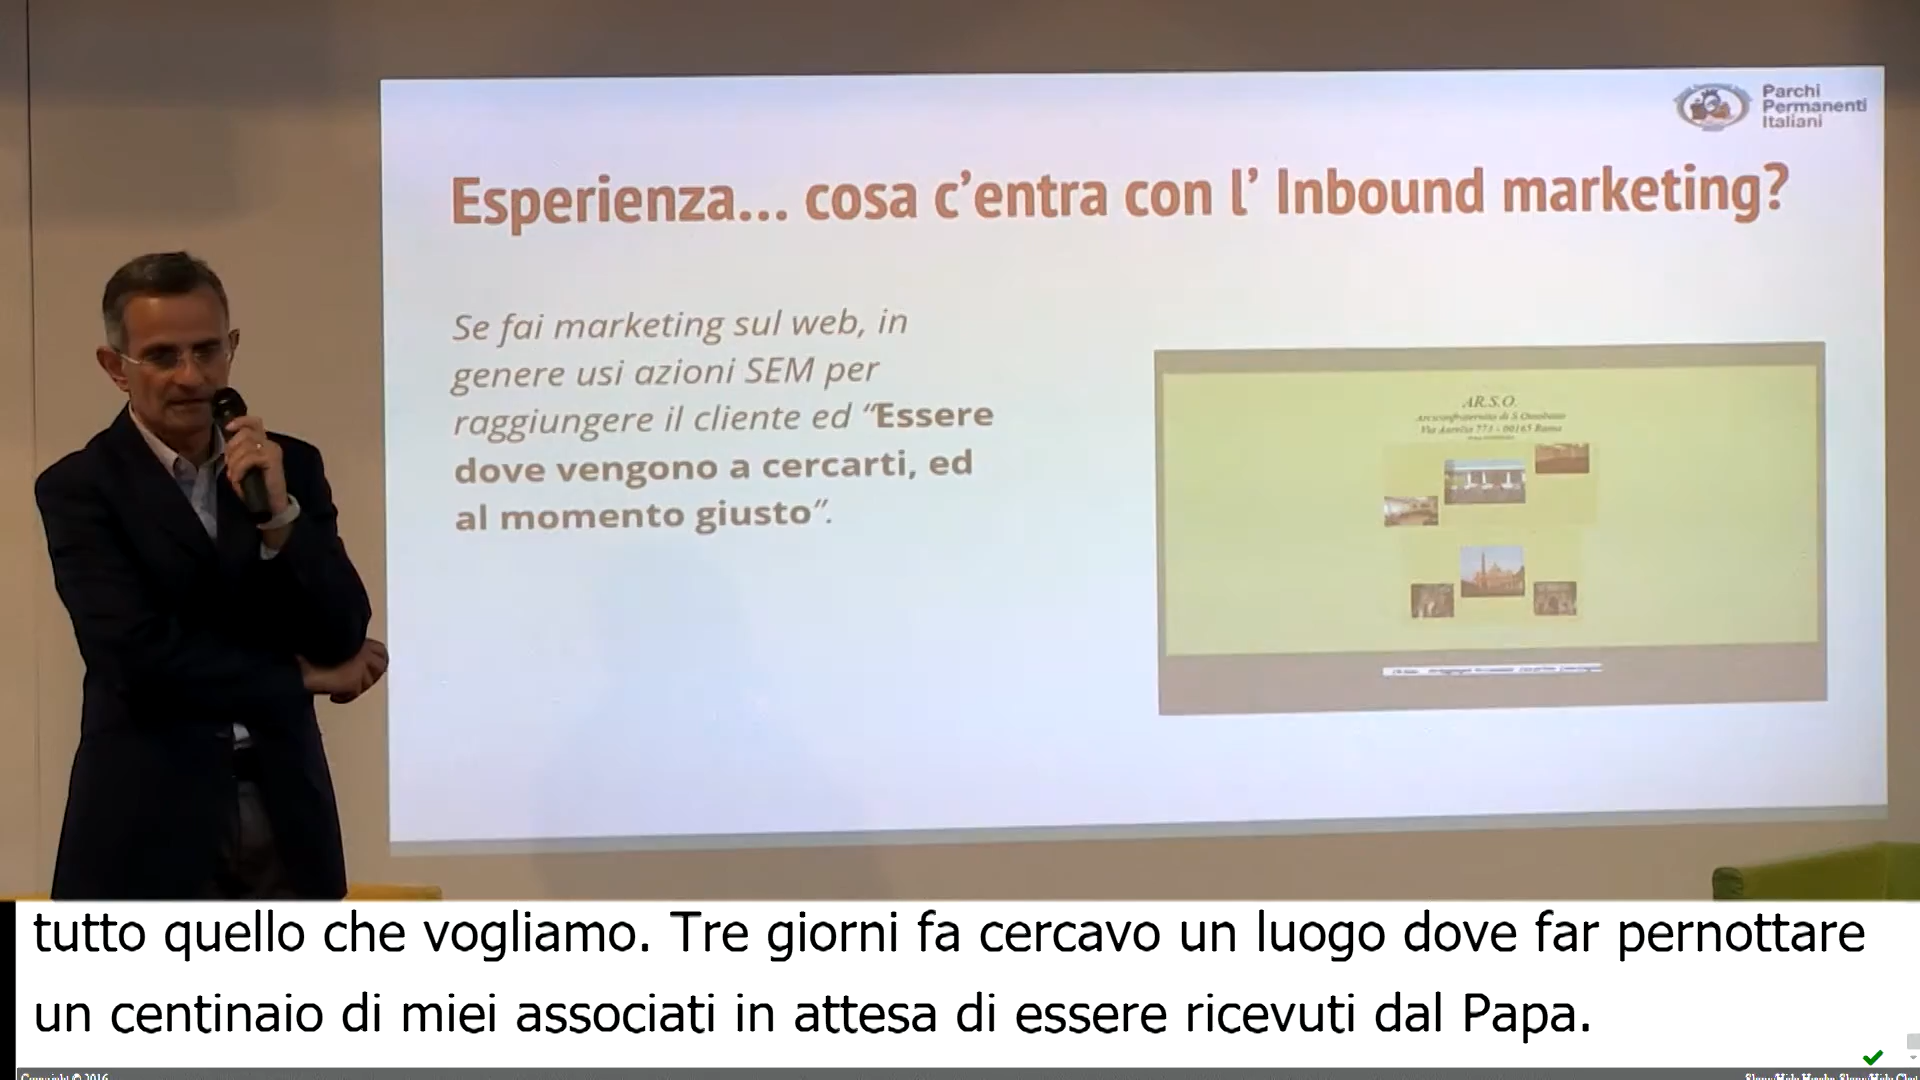 Parchi
Permanenti
Italiani
Esperienza... cosa c'entra con l' Inbound marketing?
Se fai marketing sul web, in
genere usi azioni SEM per
raggiungere il cliente ed “Essere
dove vengono a cercarti, ed
al momento giusto”.
AR.S.O.
Arciconfraternita di S Omobono
Via Aurelia 773 - 00165 Roma
tutto quello che vogliamo. Tre giorni fa cercavo un luogo dove far pernottare
un centinaio di miei associati in attesa di essere ricevuti dal Papa.
Copyright © 2016